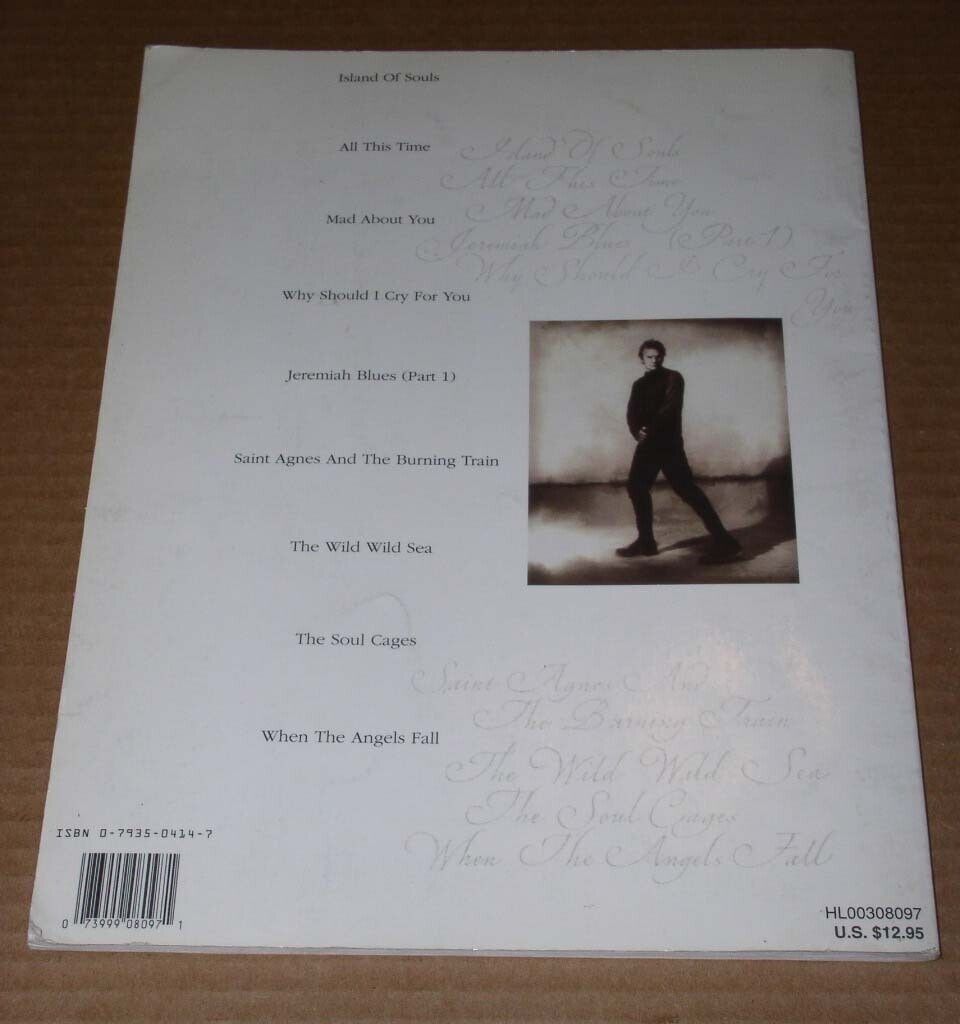 Island Of Souls
All This Time
Mad About You
Why Should I Cry For You
Jeremiah Blues (Part 1)
Saint Agnes And The Burning Train
The Wild Wild Sea
The Soul Cages
When The Angels Fall
Island Of Souls
All This Time
Mad About You
Jeremiah Blues (Part 1)
Why Should I Cry For
You
Saint Agnes And
The Burning Train
The Wild Wild Sea
The Soul Cages
When The Angels Fall
ISBN 0-7935-0414-7
0 73999 08097 1
HL00308097
U.S. $12.95